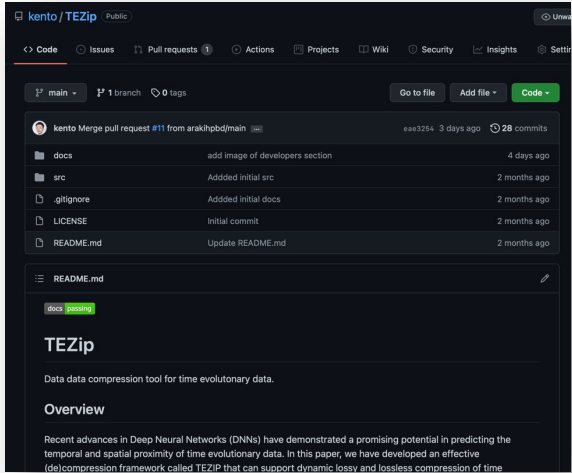 kento / TEZip Public
Unwa
Code Issues Pull requests 1 Actions Projects Wiki Security Insights Settin
main 1 branch 0 tags Go to file Add file Code
kento Merge pull request #11 from arakihpbd/main ... eae3254 3 days ago 28 commits
docs add image of developers section 4 days ago
src Addded initial src 2 months ago
.gitignore Addded initial docs 2 months ago
LICENSE Initial commit 2 months ago
README.md Update README.md 2 months ago
README.md
docs passing
TEZip
Data data compression tool for time evolutonary data.
Overview
Recent advances in Deep Neural Networks (DNNs) have demonstrated a promising potential in predicting the
temporal and spatial proximity of time evolutionary data. In this paper, we have developed an effective
(de)compression framework called TEZIP that can support dynamic lossy and lossless compression of time